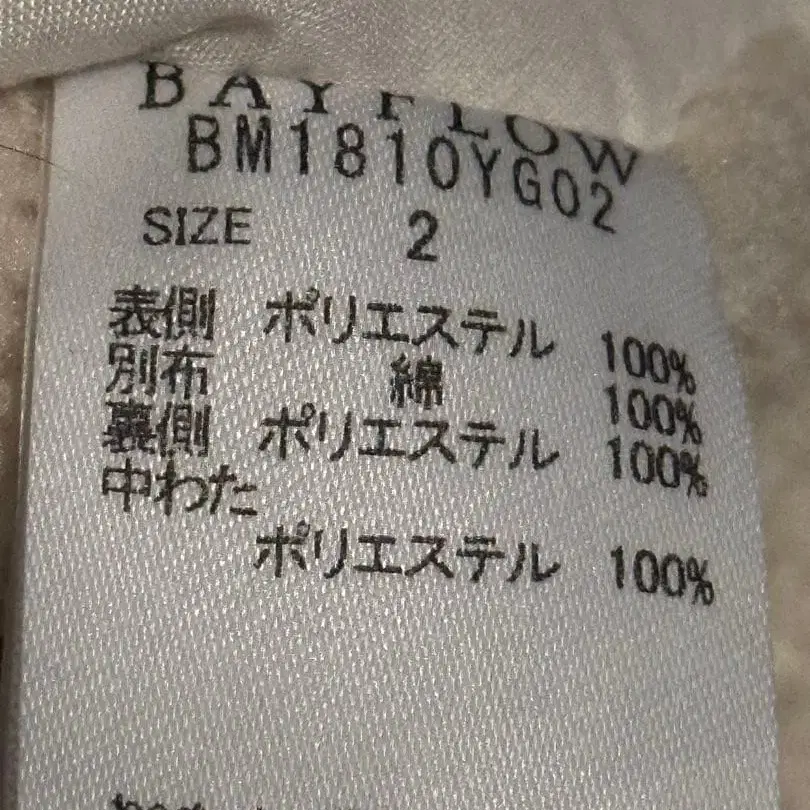 BAYFLOW
BM1810YG02
SIZE 2
表側 ポリエステル 100%
別布 綿 100%
裏側 ポリエステル 100%
中わた
ポリエステル 100%